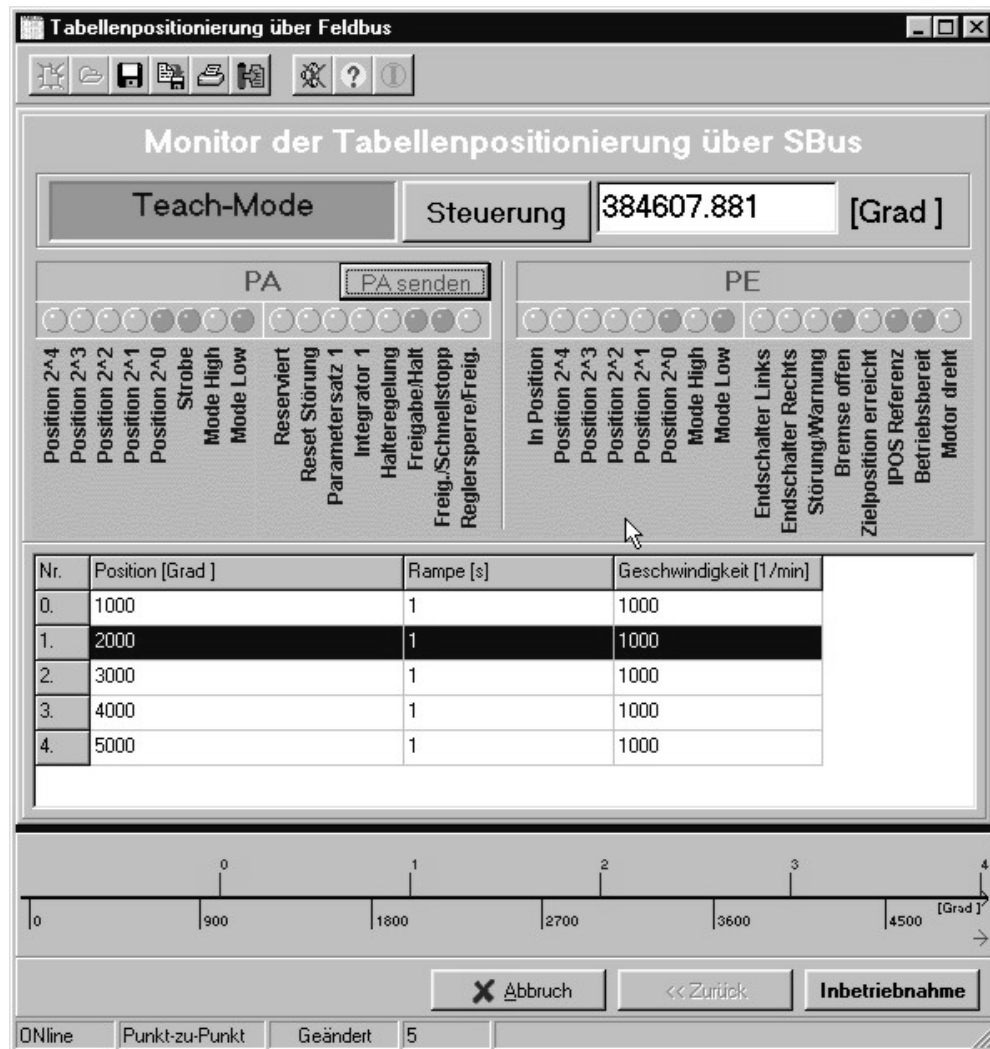 Tabellenpositionierung über Feldbus
Monitor der Tabellenpositionierung über SBus
Teach-Mode
Steuerung
384607.881
[Grad ]
PA
PA senden
PE
Position 2^4
Position 2^3
Position 2^2
Position 2^1
Position 2^0
Strobe
Mode High
Mode Low
Reserviert
Reset Störung
Parametersatz 1
Integrator 1
Halteregelung
Freigabe/Halt
Freig./Schnellstopp
Reglersperre/Freig.
In Position
Position 2^4
Position 2^3
Position 2^2
Position 2^1
Position 2^0
Mode High
Mode Low
Endschalter Links
Endschalter Rechts
Störung/Warnung
Bremse offen
Zielposition erreicht
IPOS Referenz
Betriebsbereit
Motor dreht
Nr. Position [Grad ] Rampe [s] Geschwindigkeit [1/min]
0. 1000 1 1000
1. 2000 1 1000
2. 3000 1 1000
3. 4000 1 1000
4. 5000 1 1000
0 1 2 3 4
0 900 1800 2700 3600 4500 [Grad ]
Abbruch << Zurück Inbetriebnahme
ONline Punkt-zu-Punkt Geändert 5